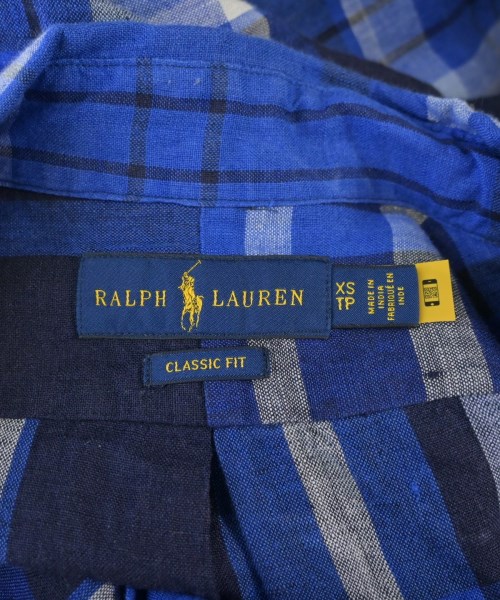 RALPH LAUREN
XS
TP
MADE IN
INDIA
FABRIQUÉ EN
INDE
CLASSIC FIT